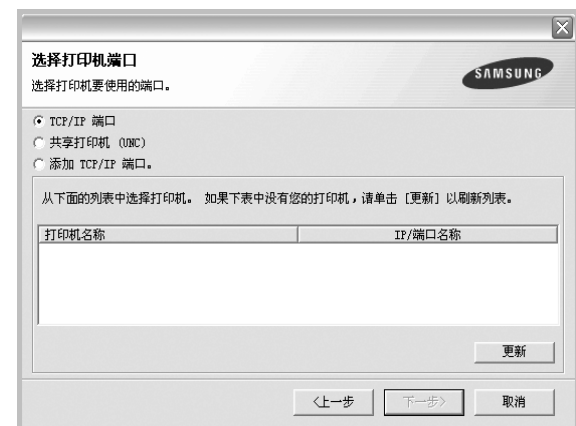 选择打印机端口
选择打印机要使用的端口。
SAMSUNG
TCP/IP 端口
共享打印机 (UNC)
添加 TCP/IP 端口。
从下面的列表中选择打印机。 如果下表中没有您的打印机，请单击 [更新] 以刷新列表。
打印机名称 IP/端口名称
更新
<上一步 下一步> 取消